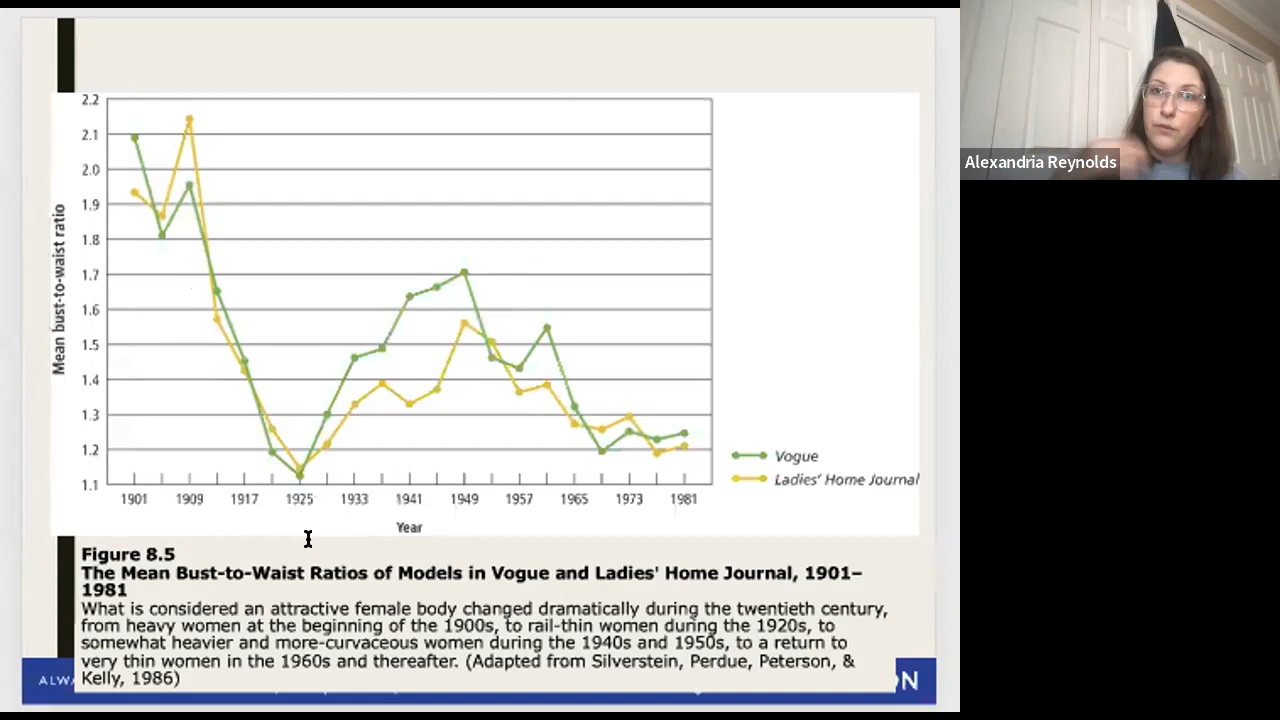 Alexandria Reynolds
2.2
2.1
2.0
1.9
1.8
1.7
1.6
1.5
1.4
1.3
1.2
1.1
Mean bust-to-waist ratio
1901 1909 1917 1925 1933 1941 1949 1957 1965 1973 1981
Year
Vogue
Ladies' Home Journal
Figure 8.5
The Mean Bust-to-Waist Ratios of Models in Vogue and Ladies' Home Journal, 1901–
1981
What is considered an attractive female body changed dramatically during the twentieth century,
from heavy women at the beginning of the 1900s, to rail-thin women during the 1920s, to
somewhat heavier and more-curvaceous women during the 1940s and 1950s, to a return to
very thin women in the 1960s and thereafter. (Adapted from Silverstein, Perdue, Peterson, &
Kelly, 1986)